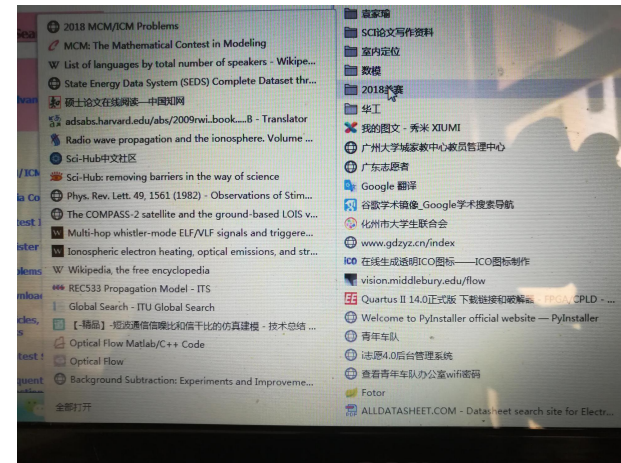 2018 MCM/ICM Problems
MCM: The Mathematical Contest in Modeling
List of languages by total number of speakers - Wikipe...
State Energy Data System (SEDS) Complete Dataset thr...
硕士论文在线阅读—中国知网
adsabs.harvard.edu/abs/2009rwi..book.....B - Translator
Radio wave propagation and the ionosphere. Volume ...
Sci-Hub中文社区
Sci-Hub: removing barriers in the way of science
Phys. Rev. Lett. 49, 1561 (1982) - Observations of Stim...
The COMPASS-2 satellite and the ground-based LOIS v...
Multi-hop whistler-mode ELF/VLF signals and triggere...
Ionospheric electron heating, optical emissions, and str...
Wikipedia, the free encyclopedia
REC533 Propagation Model - ITS
Global Search - ITU Global Search
【-精品】-短波通信信噪比和信干比的仿真建模 - 技术总结 ...
Optical Flow Matlab/C++ Code
Optical Flow
Background Subtraction: Experiments and Improveme...
全部打开
袁家瑜
SCI论文写作资料
室内定位
数模
2018美赛
华工
我的图文 - 秀米 XIUMI
广州大学城家教中心教员管理中心
广东志愿者
Google 翻译
谷歌学术镜像_Google学术搜索导航
化州市大学生联合会
www.gdzyz.cn/index
在线生成透明ICO图标——ICO图标制作
vision.middlebury.edu/flow
Quartus II 14.0正式版 下载链接和破解器 - FPGA/CPLD - ...
Welcome to PyInstaller official website — PyInstaller
青年车队
i志愿4.0后台管理系统
查看青年车队办公室wifi密码
Fotor
ALLDATASHEET.COM - Datasheet search site for Electr...